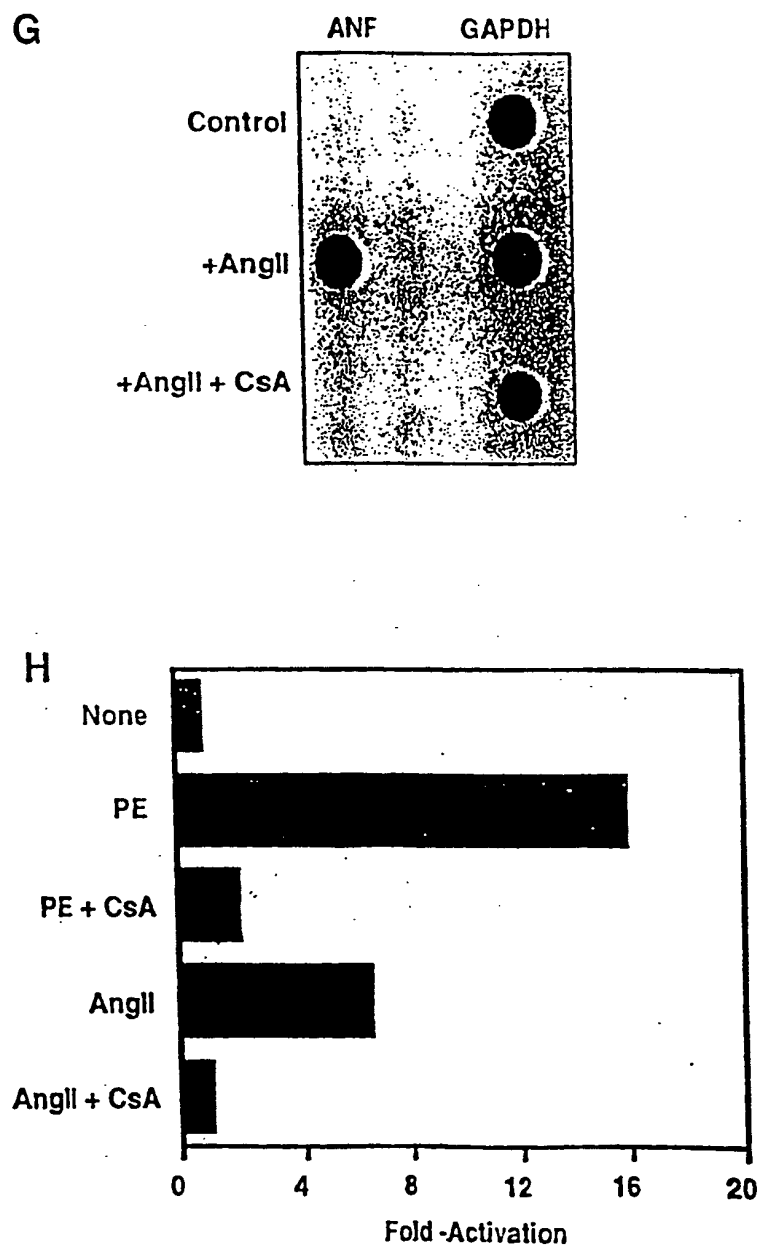 G
ANF GAPDH
Control
+AngII
+AngII + CsA
H
None
PE
PE + CsA
AngII
AngII + CsA
0 4 8 12 16 20
Fold-Activation